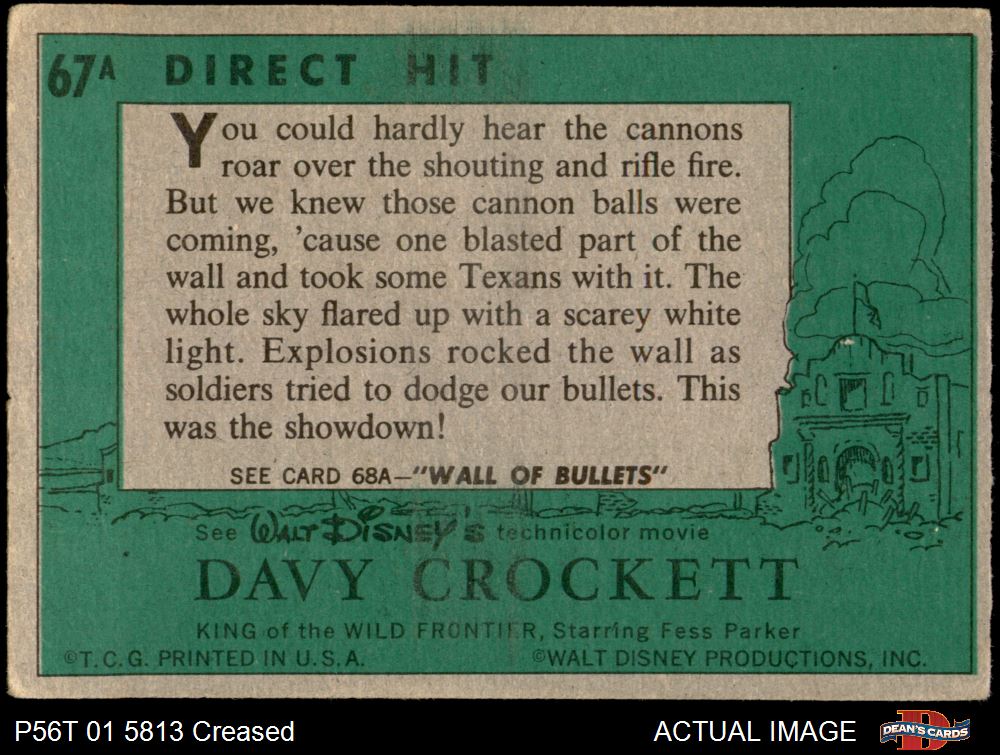 67A DIRECT HIT
You could hardly hear the cannons
roar over the shouting and rifle fire.
But we knew those cannon balls were
coming, ’cause one blasted part of the
wall and took some Texans with it. The
whole sky flared up with a scarey white
light. Explosions rocked the wall as
soldiers tried to dodge our bullets. This
was the showdown!
SEE CARD 68A—"WALL OF BULLETS"
See WALT DISNEY'S technicolor movie
DAVY CROCKETT
KING of the WILD FRONTIER, Starring Fess Parker
©T.C.G. PRINTED IN U.S.A. ©WALT DISNEY PRODUCTIONS, INC.
P56T 01 5813 Creased ACTUAL IMAGE D DEAN'S CARDS